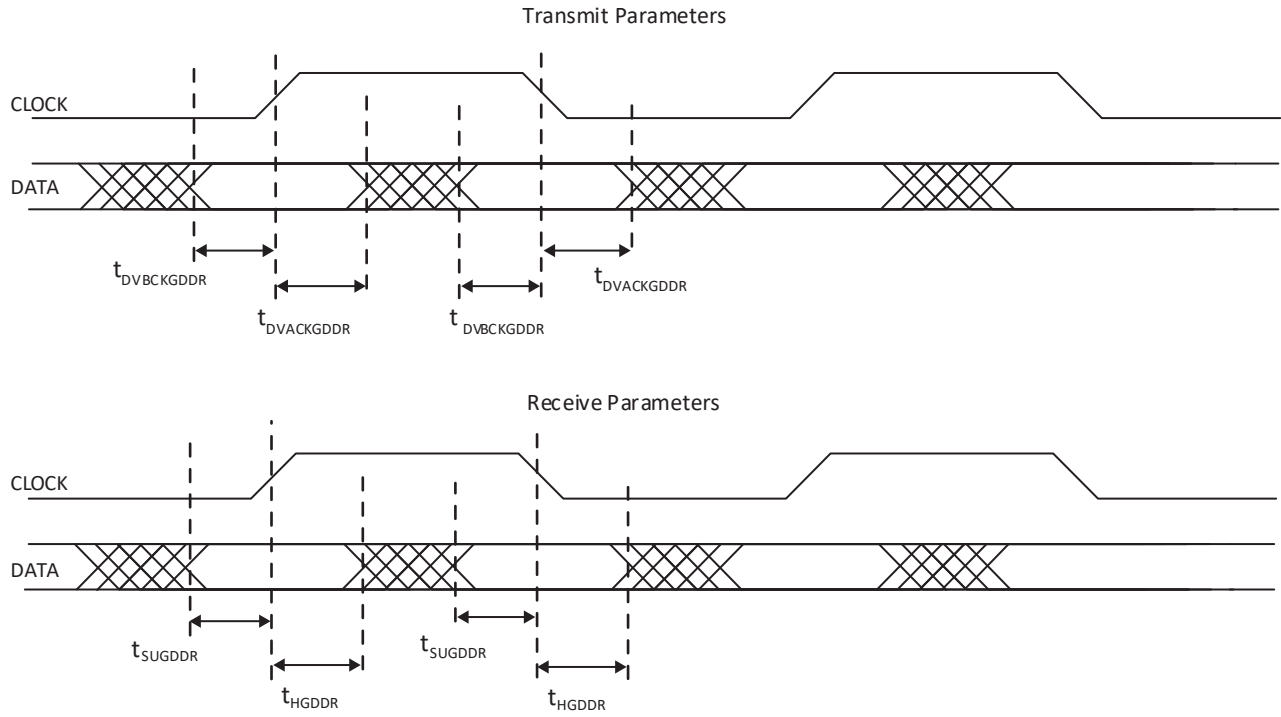 Transmit Parameters
CLOCK
DATA
tDVBCKGDDR
tDVACKGDDR
tDVACKGDDR
tDVBCKGDDR
Receive Parameters
CLOCK
DATA
tSUGDDR
tSUGDDR
tHGDDR
tHGDDR